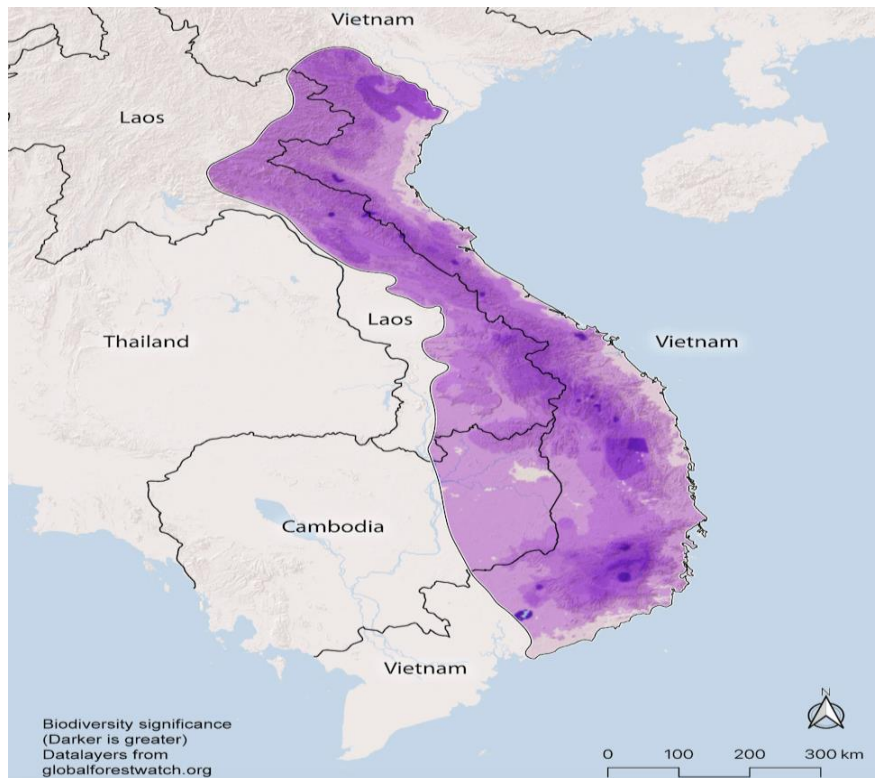 Vietnam
Laos
Laos
Thailand
Vietnam
Cambodia
Vietnam
Biodiversity significance
(Darker is greater)
Datalayers from
globalforestwatch.org
N
0 100 200 300 km